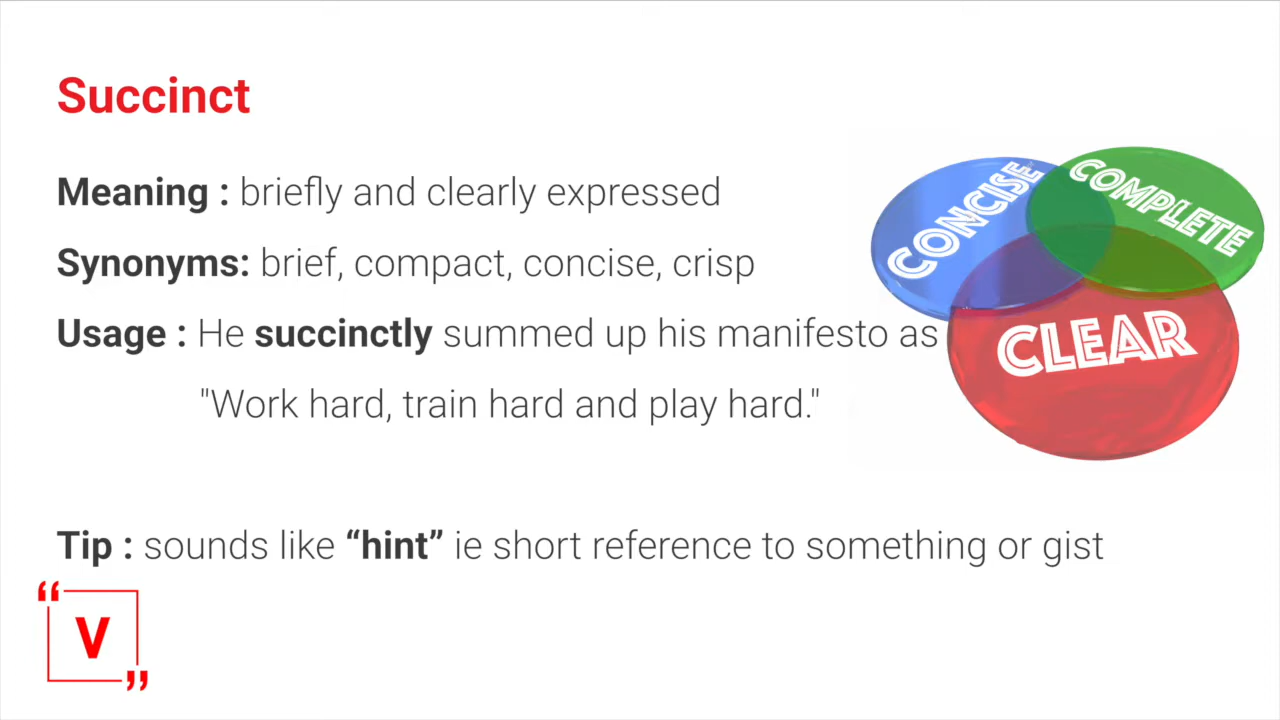 Succinct
Meaning : briefly and clearly expressed
Synonyms: brief, compact, concise, crisp
Usage : He succinctly summed up his manifesto as
"Work hard, train hard and play hard."
CONCISE
COMPLETE
CLEAR
Tip : sounds like “hint” ie short reference to something or gist
“V”